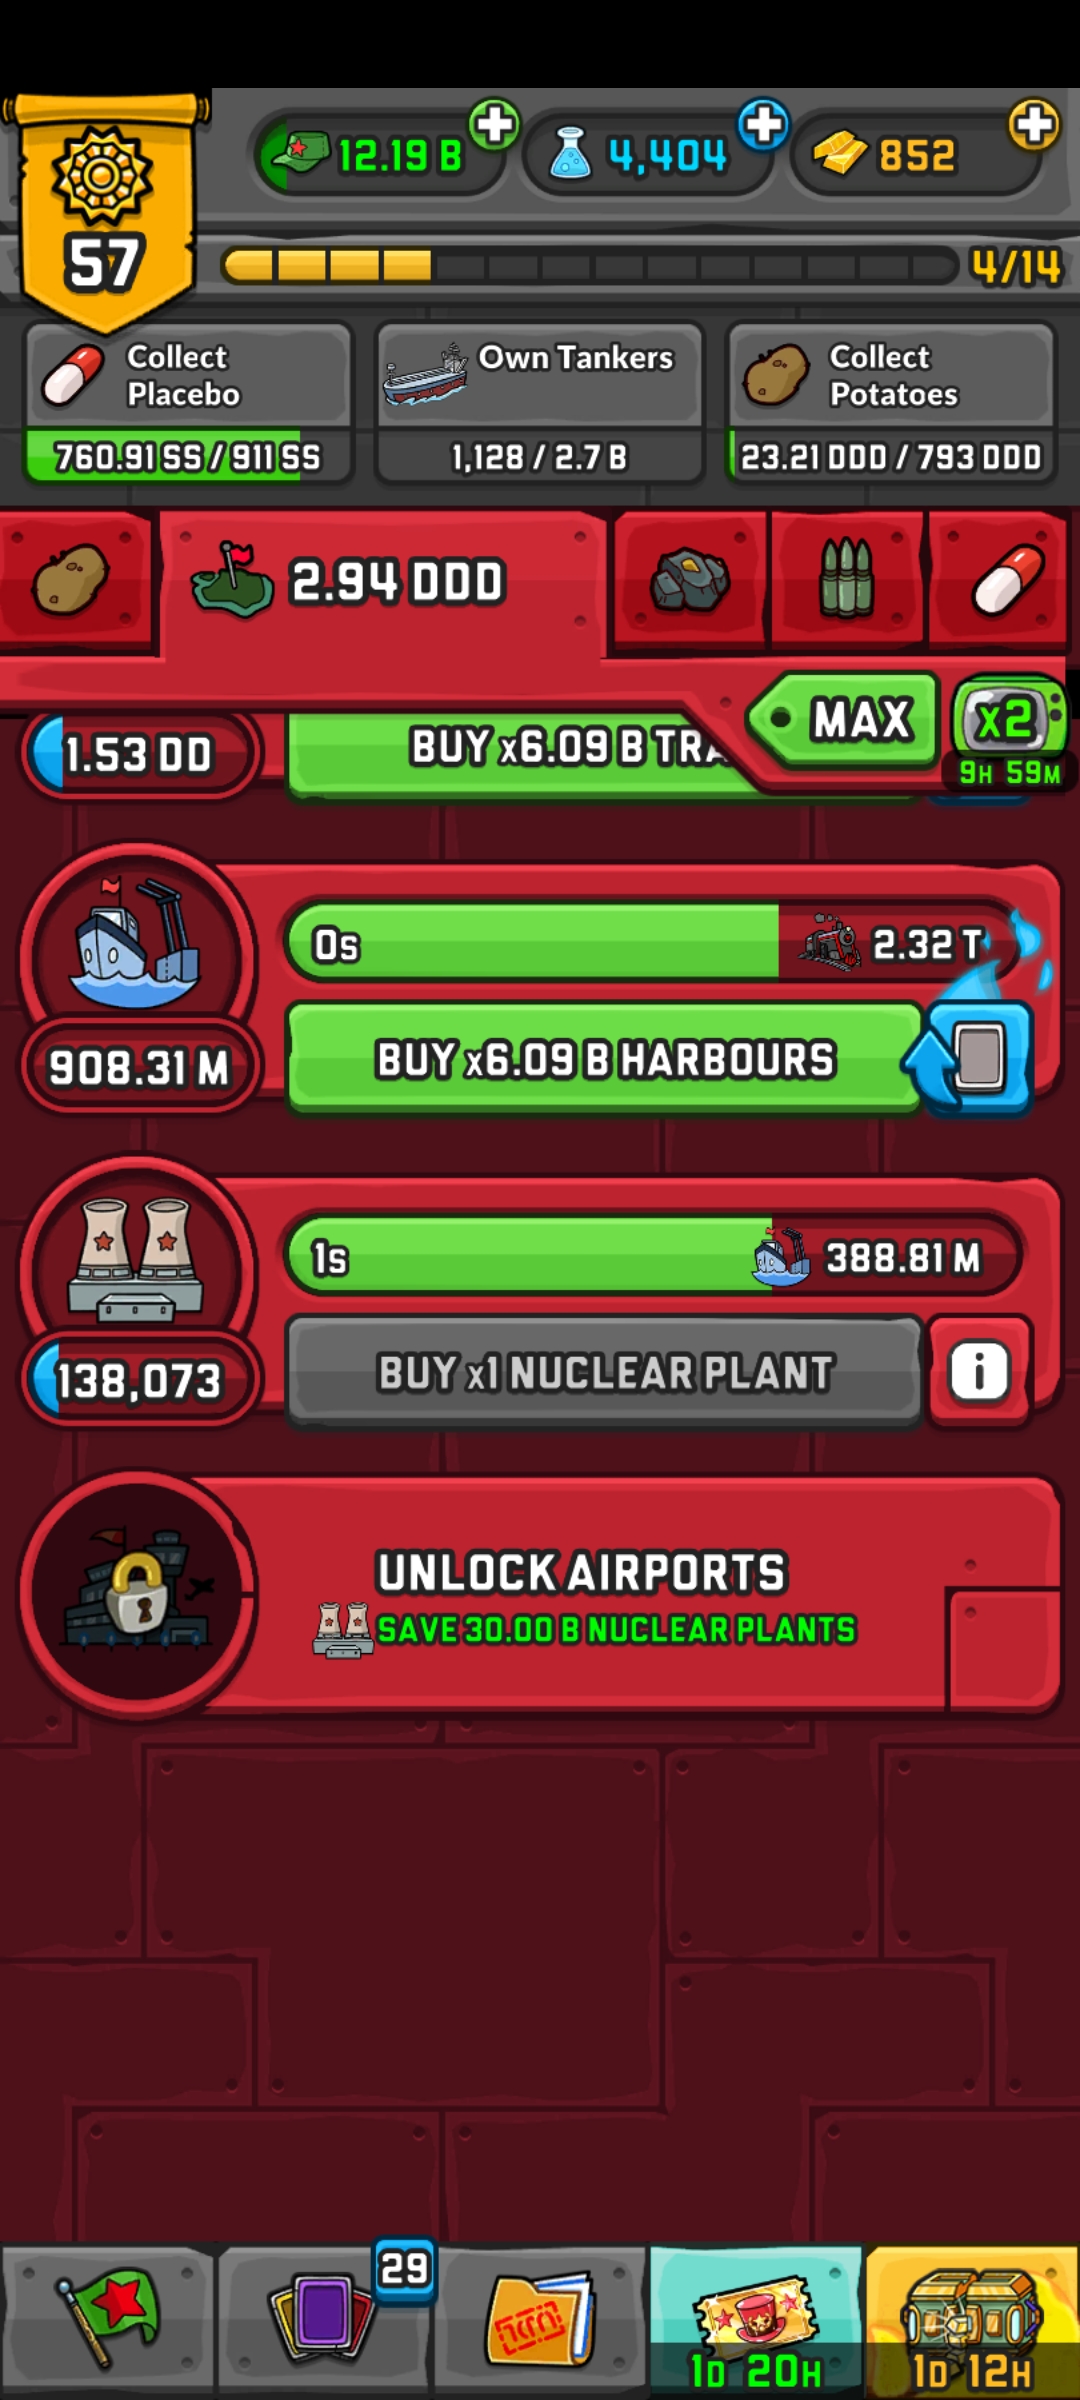 12.19 B
4,404
852
57
4/14
Collect
Placebo
Own Tankers
Collect
Potatoes
760.91 SS / 911 SS
1,128 / 2.7 B
23.21 DDD / 793 DDD
2.94 DDD
MAX
x2
9H 59M
1.53 DD
BUY x6.09 B
0s
2.32 T
908.31 M
BUY x6.09 B HARBOURS
1s
388.81 M
138,073
BUY x1 NUCLEAR PLANT
i
UNLOCK AIRPORTS
SAVE 30.00 B NUCLEAR PLANTS
29
1D 20H
1D 12H